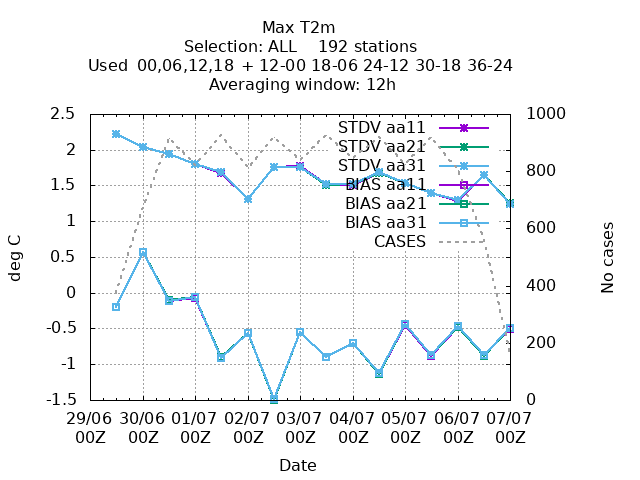 Max T2m
Selection: ALL    192 stations
Used  00,06,12,18 + 12-00 18-06 24-12 30-18 36-24
Averaging window: 12h
2.5
2
1.5
1
0.5
0
-0.5
-1
-1.5
1000
800
600
400
200
0
deg C
No cases
STDV aa11
STDV aa21
STDV aa31
BIAS aa11
BIAS aa21
BIAS aa31
CASES
29/06 30/06 01/07 02/07 03/07 04/07 05/07 06/07 07/07
00Z 00Z 00Z 00Z 00Z 00Z 00Z 00Z 00Z
Date